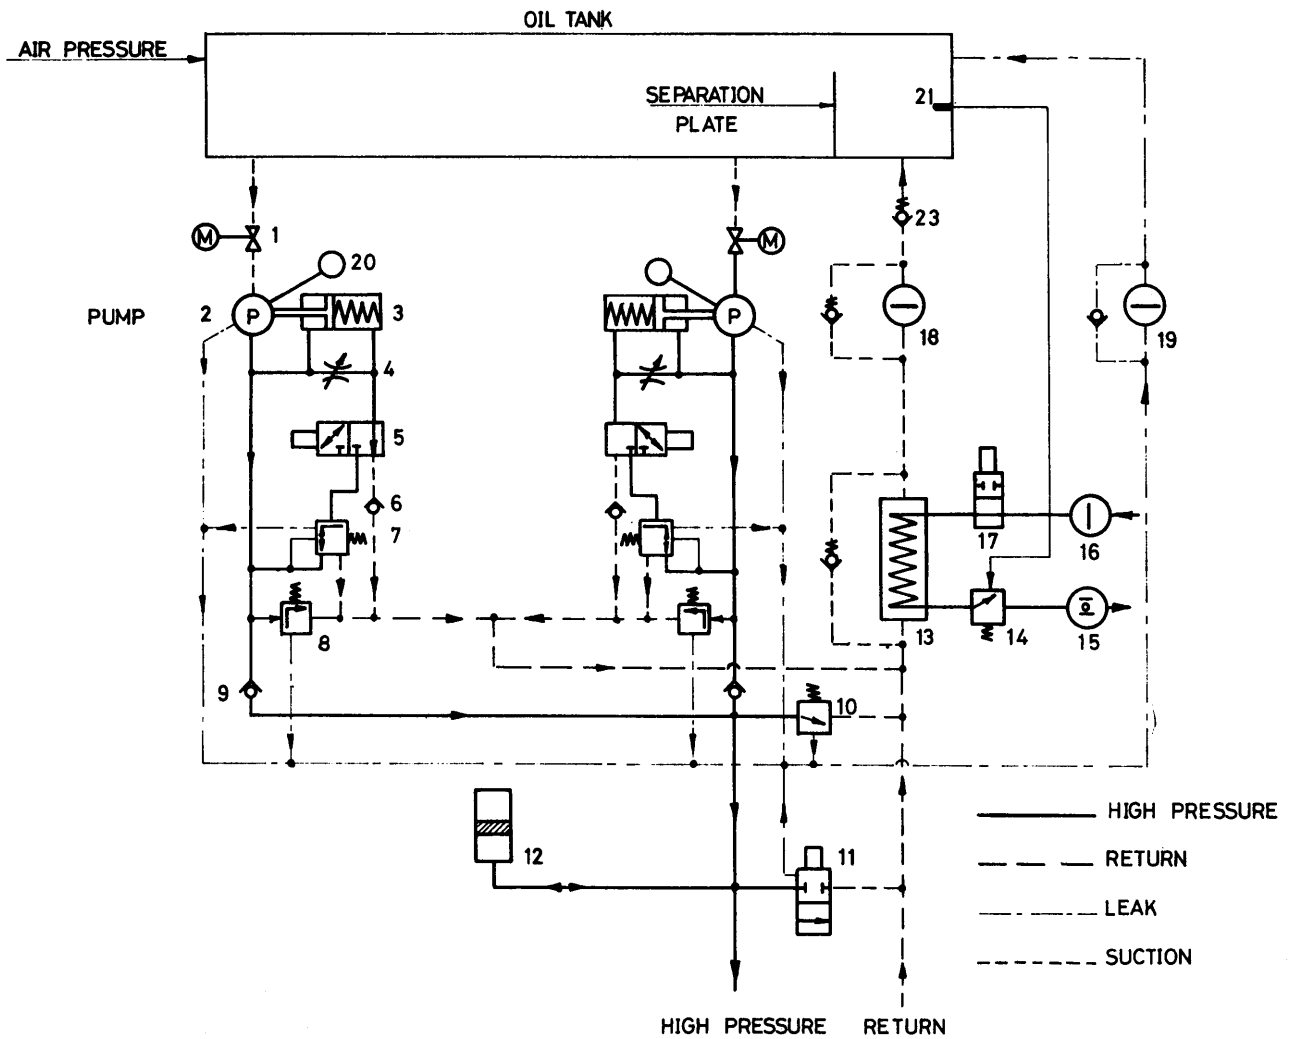 OIL TANK
AIR PRESSURE
SEPARATION
PLATE
21
M
1
M
23
20
PUMP
2
P
3
P
18
19
4
5
6
7
17
16
8
13
14
15
9
10
12
11
HIGH PRESSURE
RETURN
LEAK
SUCTION
HIGH PRESSURE
RETURN